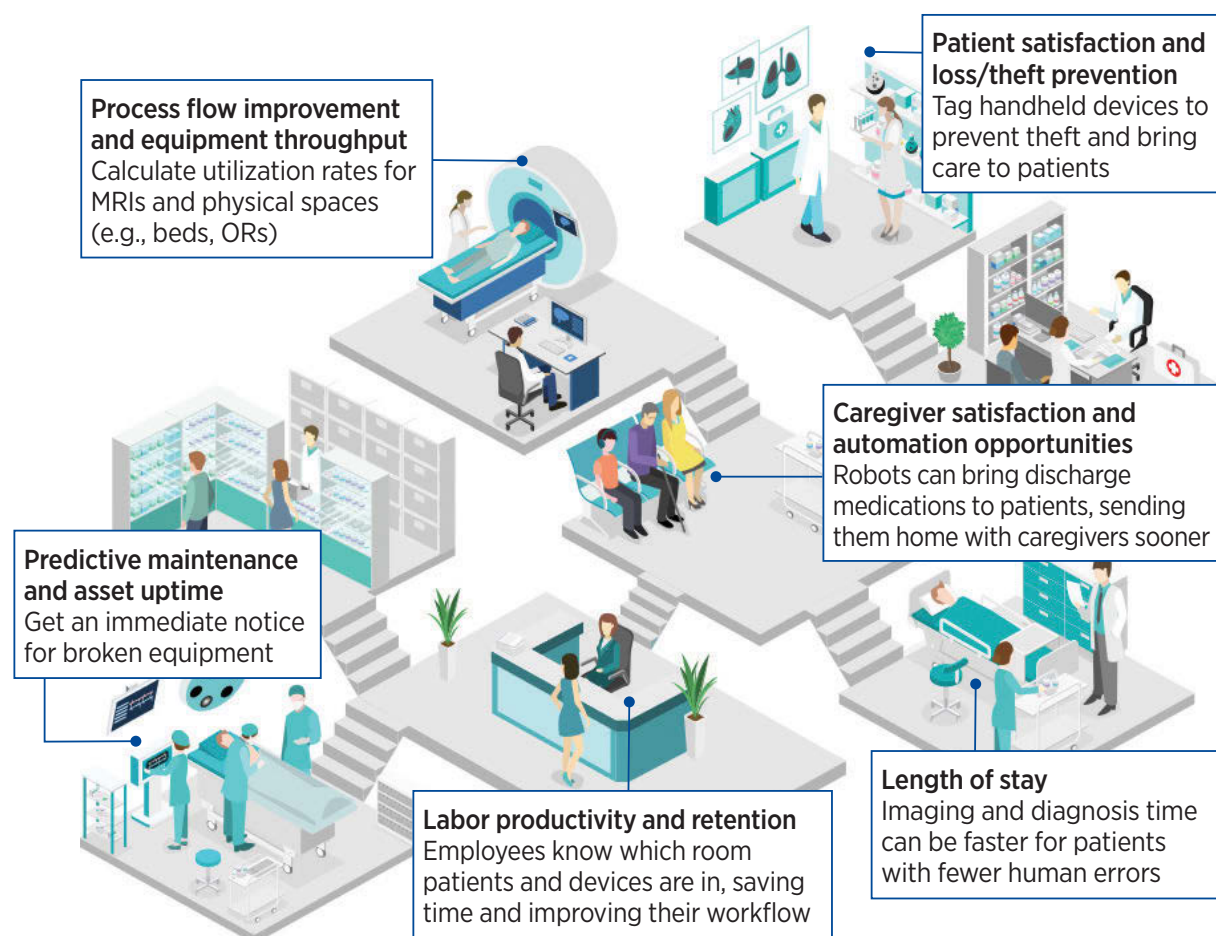 Process flow improvement
and equipment throughput
Calculate utilization rates for
MRIs and physical spaces
(e.g., beds, ORs)
Patient satisfaction and
loss/theft prevention
Tag handheld devices to
prevent theft and bring
care to patients
Caregiver satisfaction and
automation opportunities
Robots can bring discharge
medications to patients, sending
them home with caregivers sooner
Predictive maintenance
and asset uptime
Get an immediate notice
for broken equipment
Labor productivity and retention
Employees know which room
patients and devices are in, saving
time and improving their workflow
Length of stay
Imaging and diagnosis time
can be faster for patients
with fewer human errors